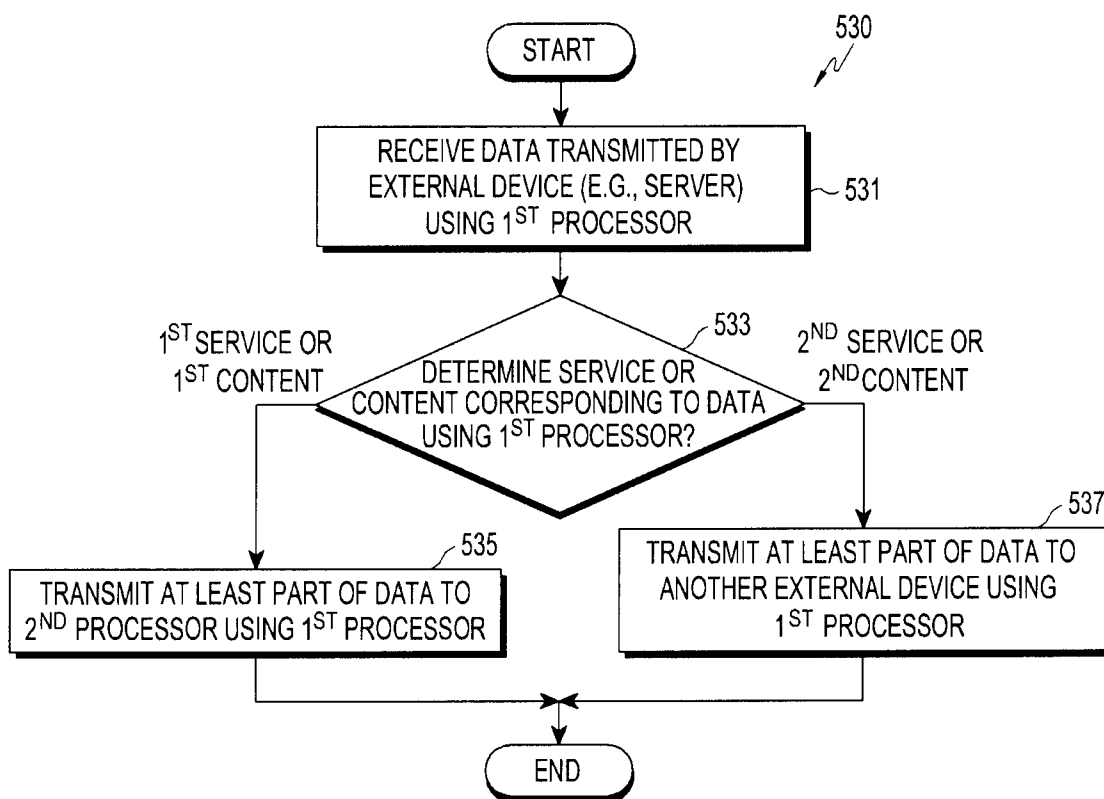 START
530
RECEIVE DATA TRANSMITTED BY
EXTERNAL DEVICE (E.G., SERVER)
USING 1ST PROCESSOR
531
533
1ST SERVICE OR
1ST CONTENT
DETERMINE SERVICE OR
CONTENT CORRESPONDING TO DATA
USING 1ST PROCESSOR?
2ND SERVICE OR
2ND CONTENT
535
TRANSMIT AT LEAST PART OF DATA TO
2ND PROCESSOR USING 1ST PROCESSOR
537
TRANSMIT AT LEAST PART OF DATA TO
ANOTHER EXTERNAL DEVICE USING
1ST PROCESSOR
END